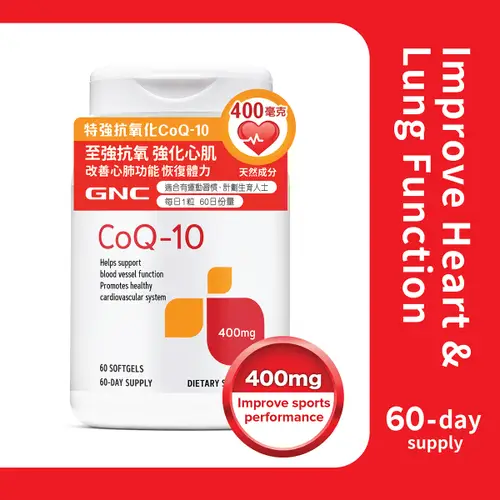 特強抗氧化CoQ-10
400毫克
天然成分
至強抗氧 強化心肌
改善心肺功能 恢復體力
GNC
適合有運動習慣、計劃生育人士
每日1粒 60日份量
CoQ-10
Helps support
blood vessel function
Promotes healthy
cardiovascular system
400mg
60 SOFTGELS
60-DAY SUPPLY
DIETARY S
400mg
Improve sports
performance
Improve Heart &
Lung Function
60-day
supply